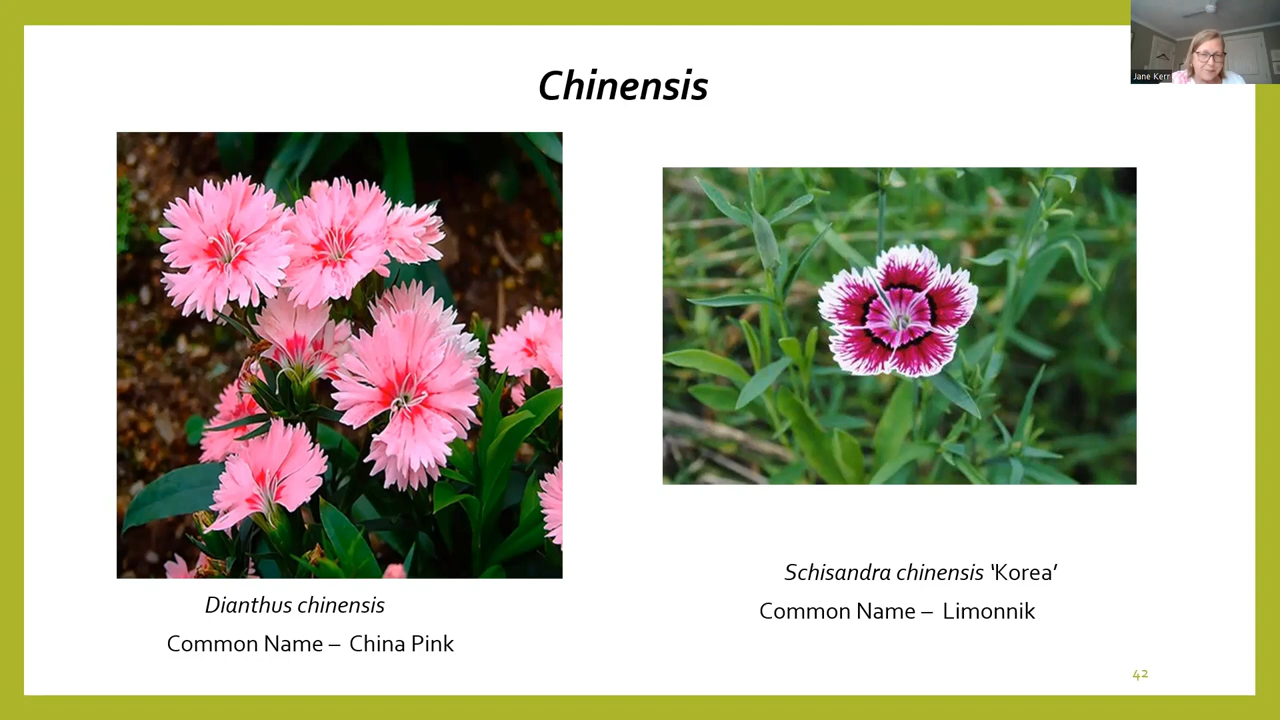 Chinensis
Jane Kerr
Dianthus chinensis
Common Name – China Pink
Schisandra chinensis ‘Korea’
Common Name – Limonnik
42